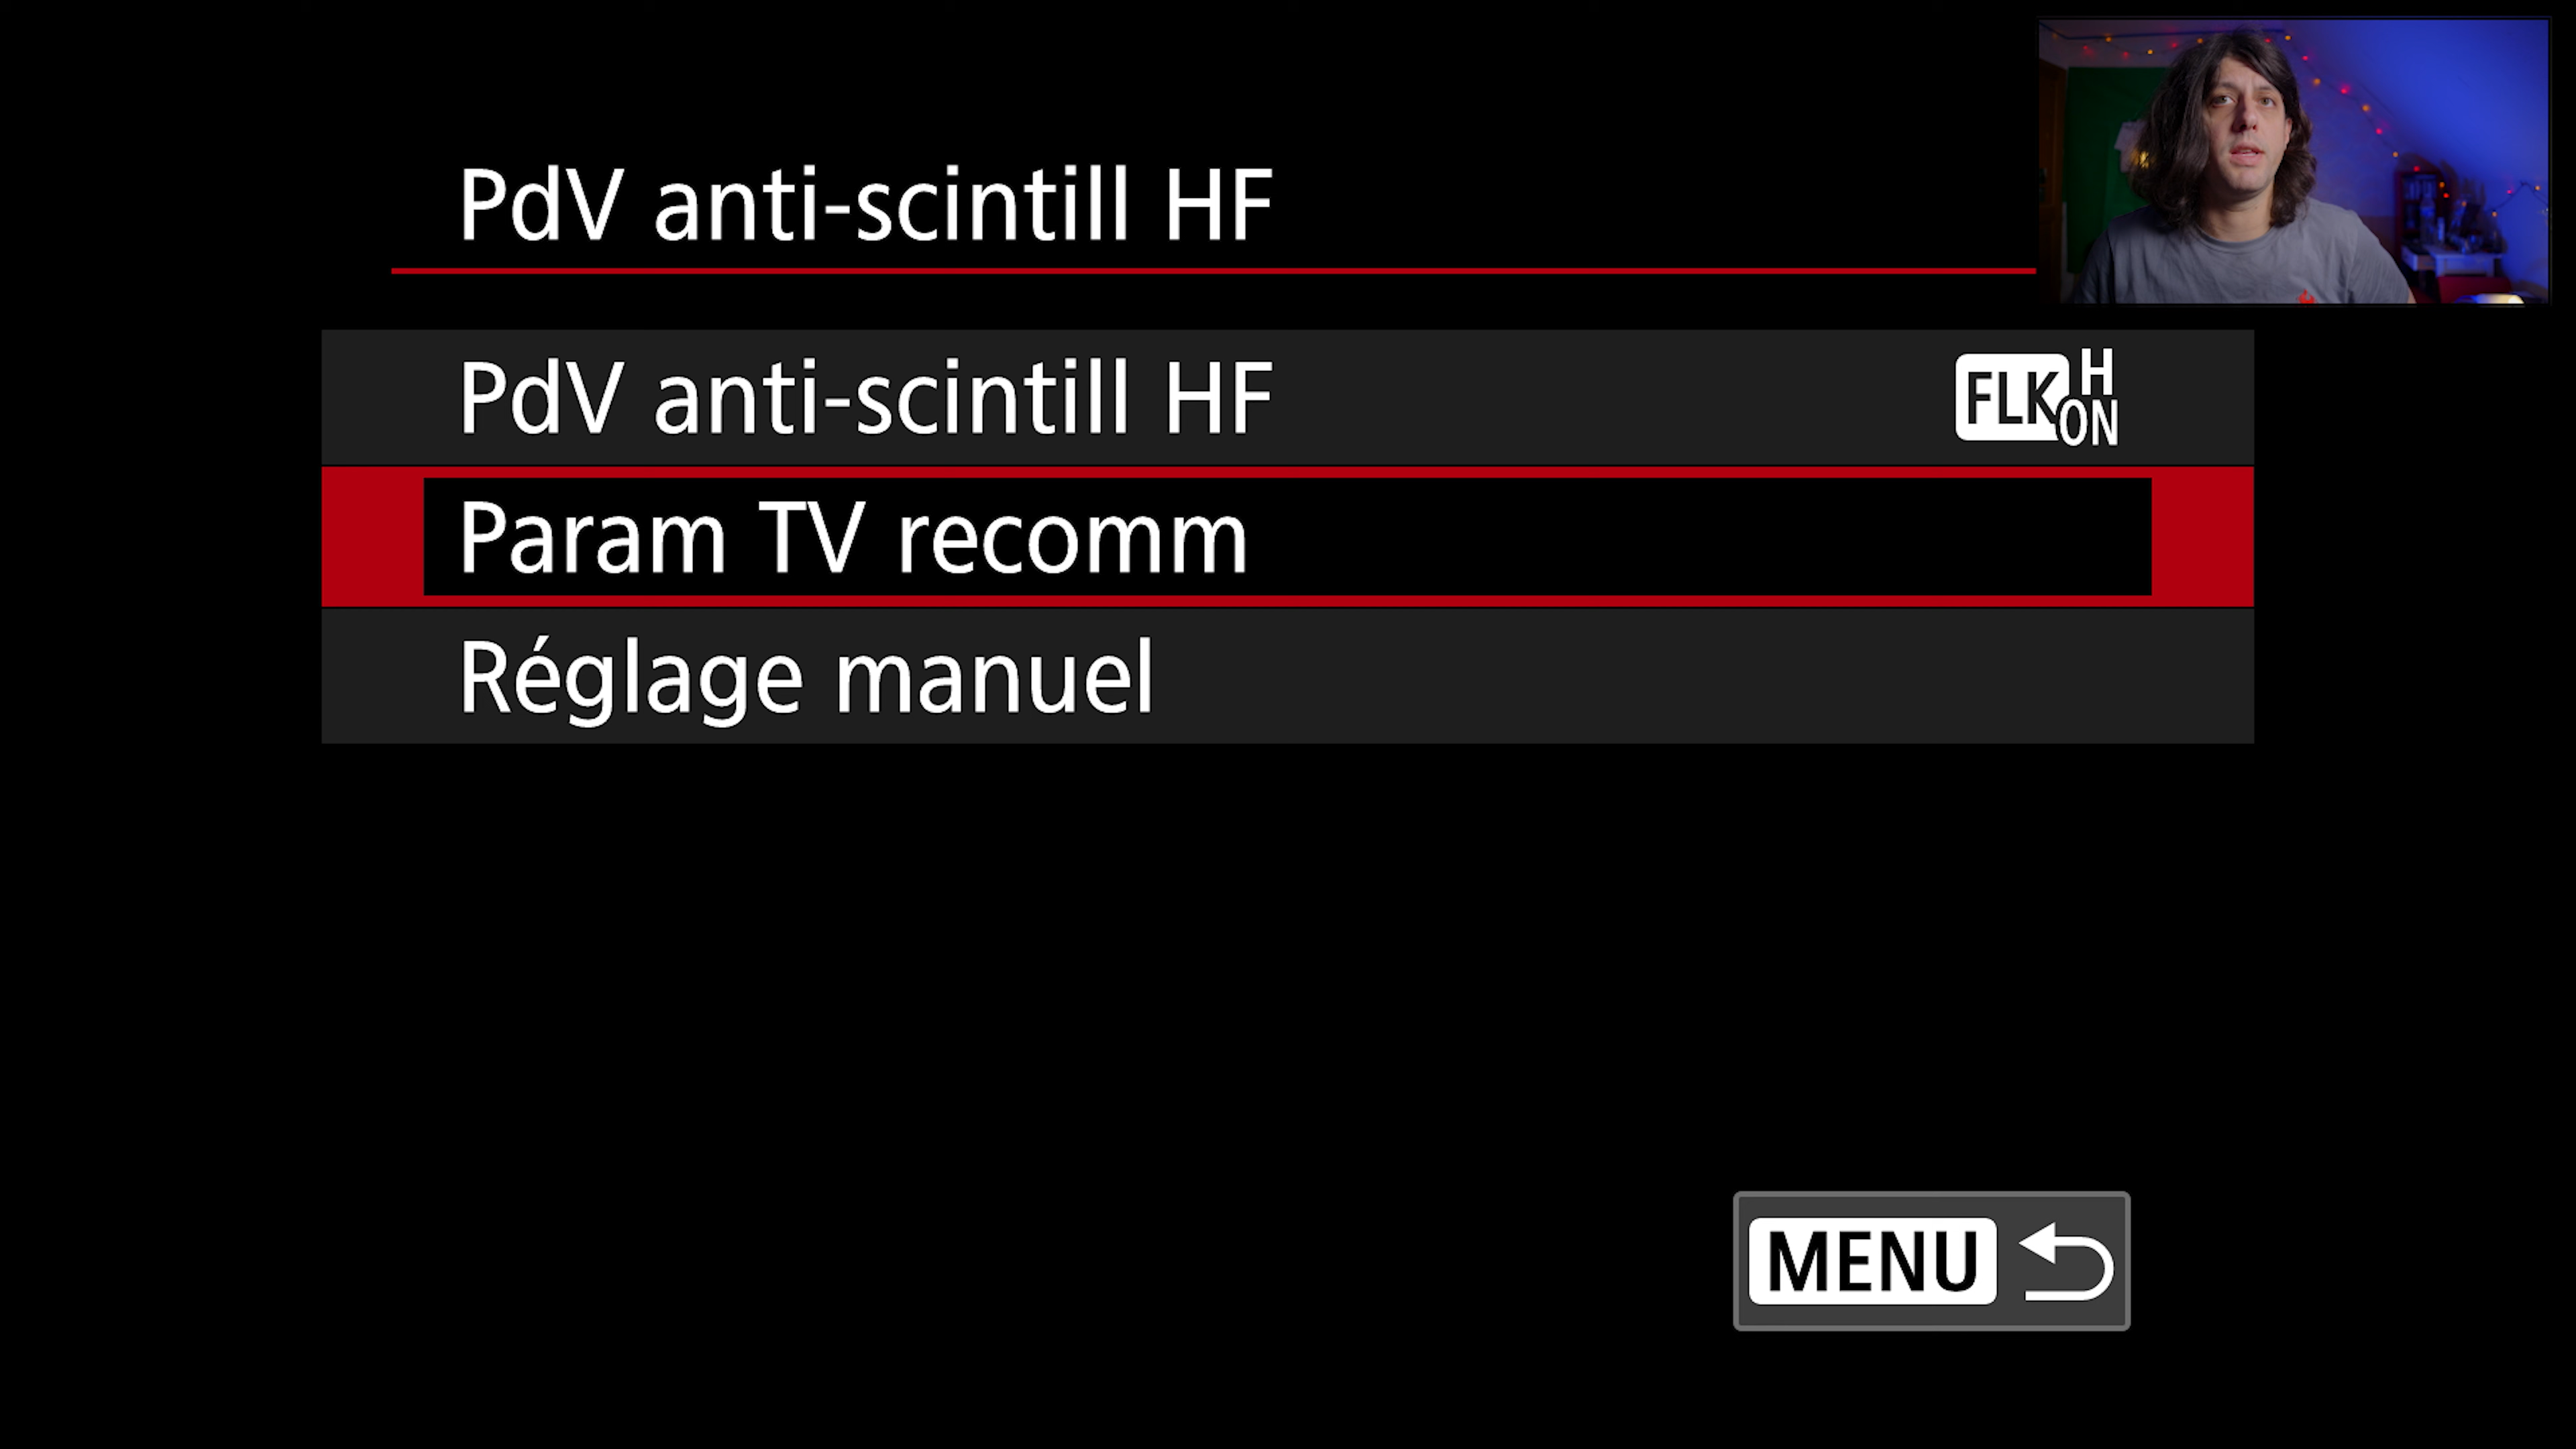 PdV anti-scintill HF
PdV anti-scintill HF FLK H ON
Param TV recomm
Réglage manuel
MENU